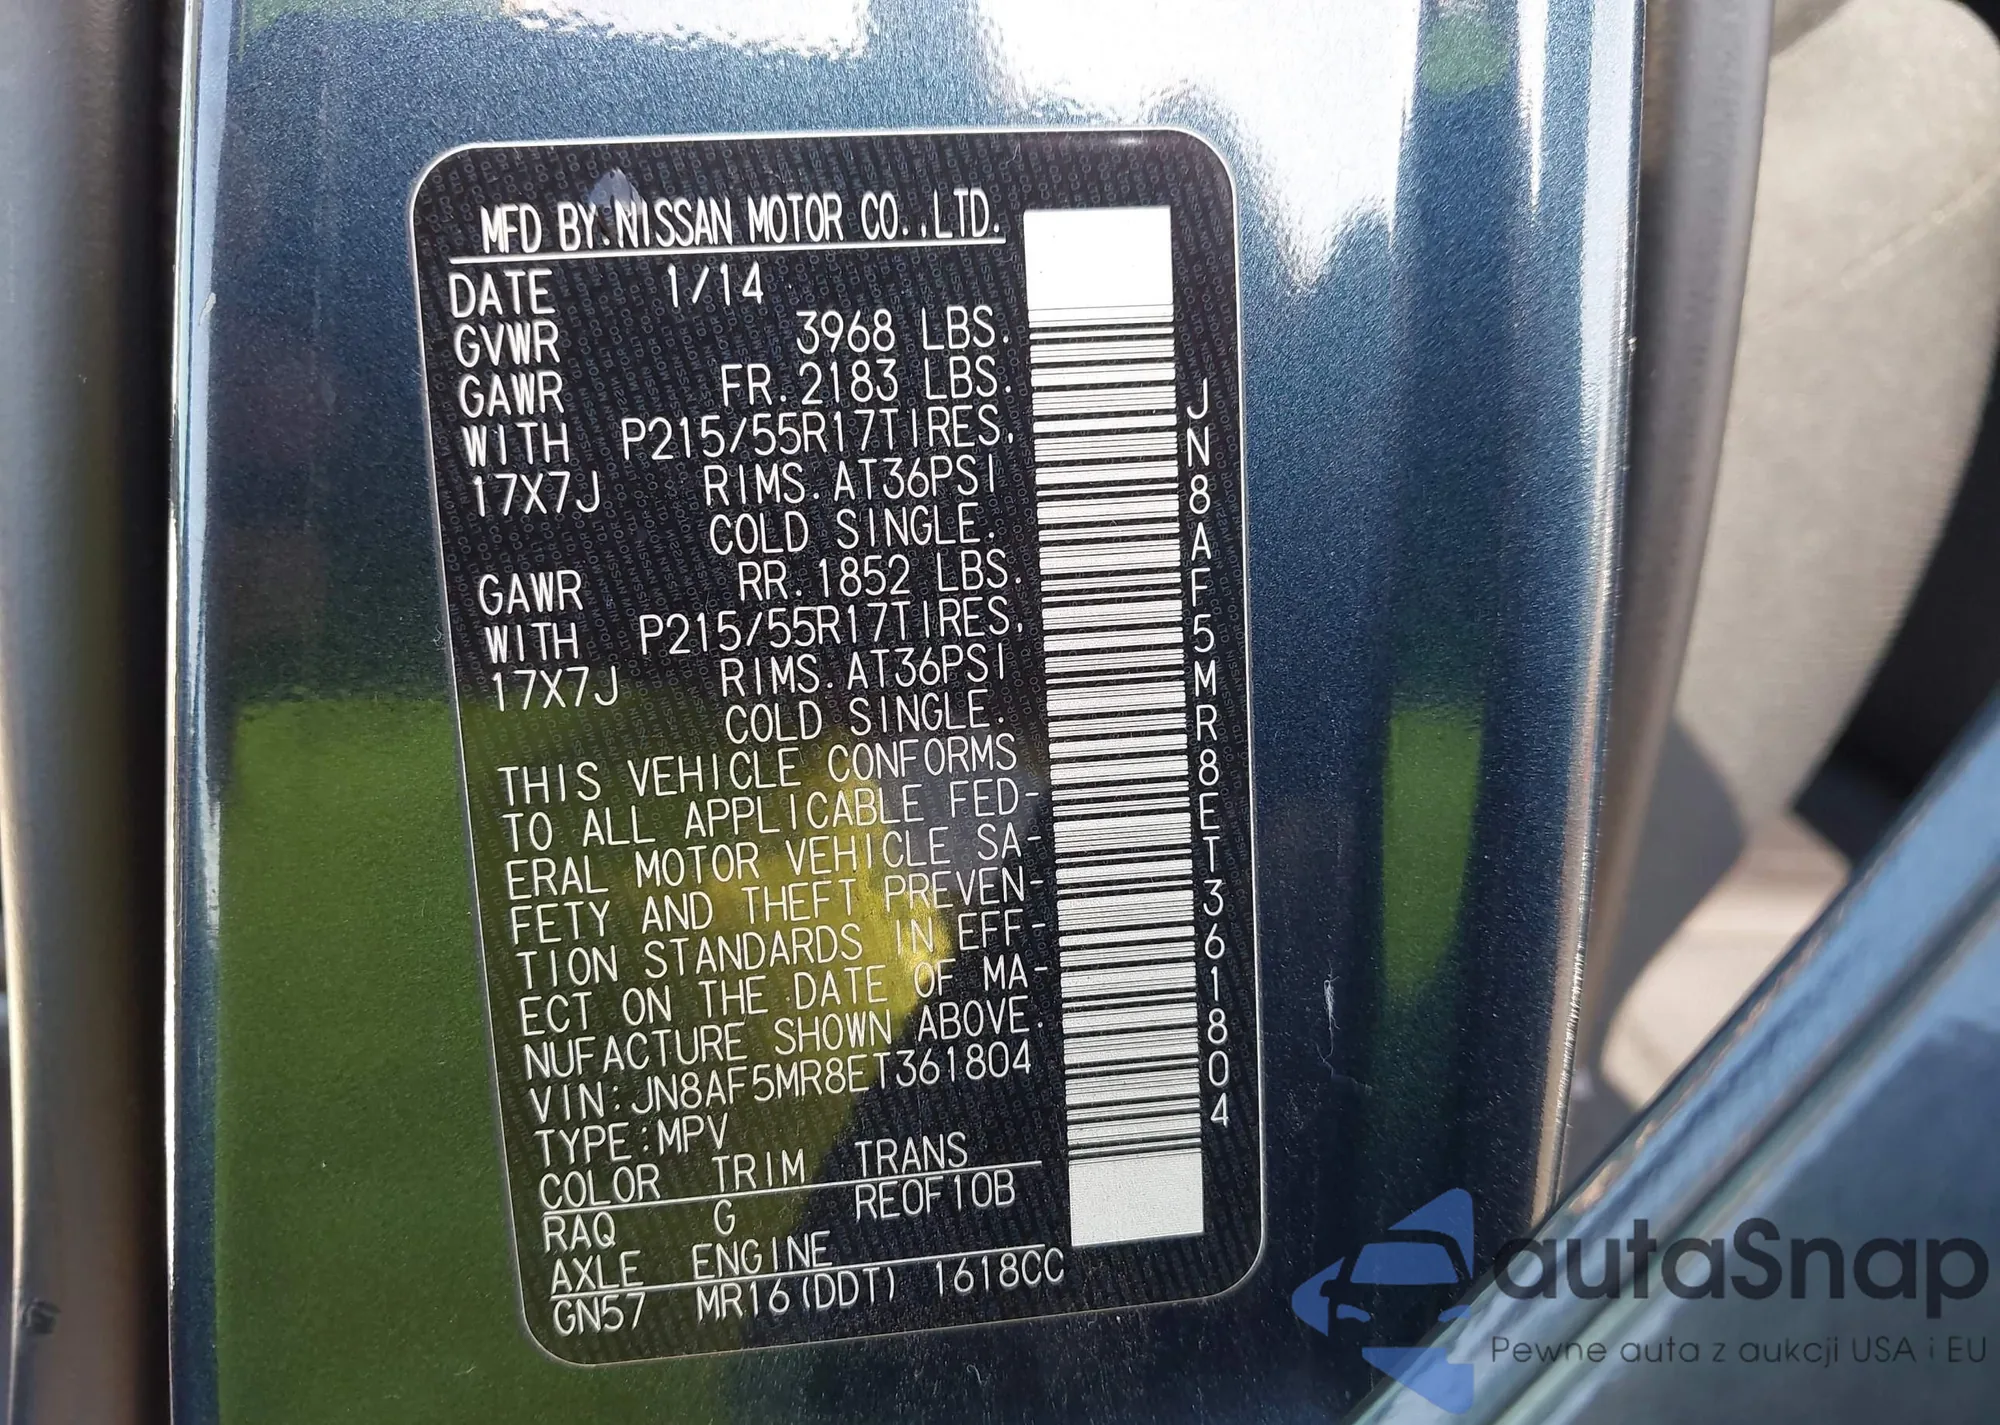 MFD BY.NISSAN MOTOR CO.,LTD.
DATE 1/14
GVWR 3968 LBS.
GAWR FR.2183 LBS.
WITH P215/55R17TIRES,
17X7J RIMS.AT36PSI
COLD SINGLE.
GAWR RR.1852 LBS.
WITH P215/55R17TIRES,
17X7J RIMS.AT36PSI
COLD SINGLE.
THIS VEHICLE CONFORMS
TO ALL APPLICABLE FED-
ERAL MOTOR VEHICLE SA-
FETY AND THEFT PREVEN-
TION STANDARDS IN EFF-
ECT ON THE DATE OF MA-
NUFACTURE SHOWN ABOVE.
VIN:JN8AF5MR8ET361804
TYPE:MPV
COLOR TRIM TRANS
RAQ G RE0F10B
AXLE ENGINE
GN57 MR16(DDT) 1618CC
JN8AF5MR8ET361804
autaSnap
Pewne auta z aukcji USA i EU